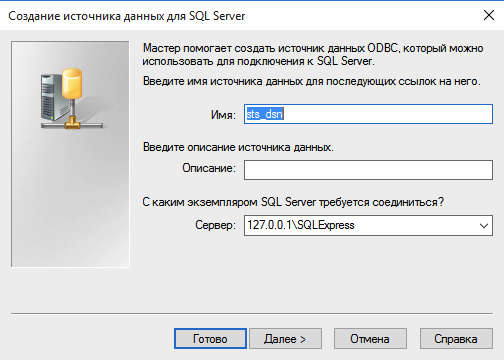 Создание источника данных для SQL Server
Мастер помогает создать источник данных ODBC, который можно
использовать для подключения к SQL Server.
Введите имя источника данных для последующих ссылок на него.
Имя: sts_dsn
Введите описание источника данных.
Описание:
С каким экземпляром SQL Server требуется соединиться?
Сервер: 127.0.0.1\SQLExpress
Готово Далее > Отмена Справка